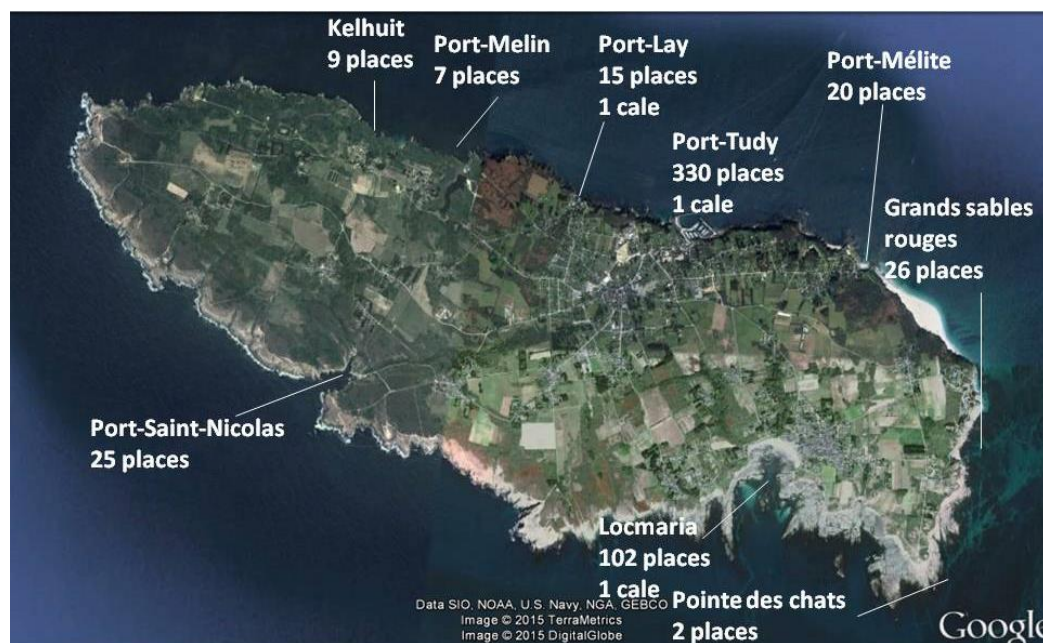 Kelhuit
9 places
Port-Melin
7 places
Port-Lay
15 places
1 cale
Port-Mélite
20 places
Port-Tudy
330 places
1 cale
Grands sables
rouges
26 places
Port-Saint-Nicolas
25 places
Locmaria
102 places
1 cale
Pointe des chats
2 places
Data SIO, NOAA, U.S. Navy, NGA, GEBCO
Image © 2015 TerraMetrics
Image © 2015 DigitalGlobe
Google